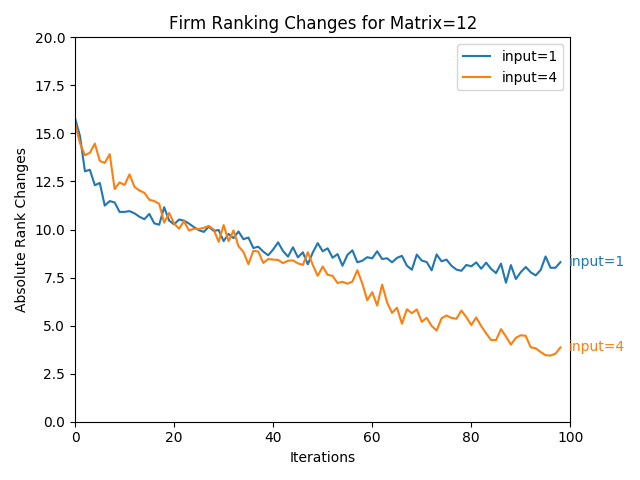 Firm Ranking Changes for Matrix=12
Absolute Rank Changes
20.0
17.5
15.0
12.5
10.0
7.5
5.0
2.5
0.0
input=1
input=4
input=1
input=4
0 20 40 60 80 100
Iterations